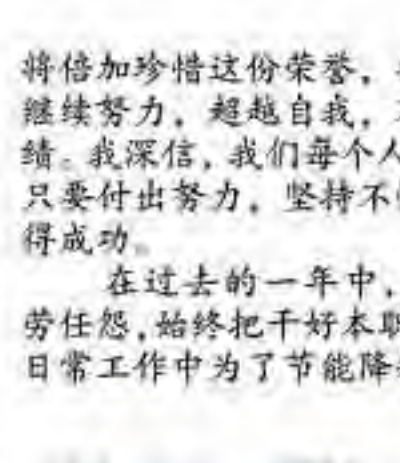 将倍加珍惜这份荣誉，
继续努力，超越自我，
绩。我深信，我们每个人
只要付出努力，坚持不
得成功。
在过去的一年中，
劳任怨，始终把干好本职
日常工作中为了节能降